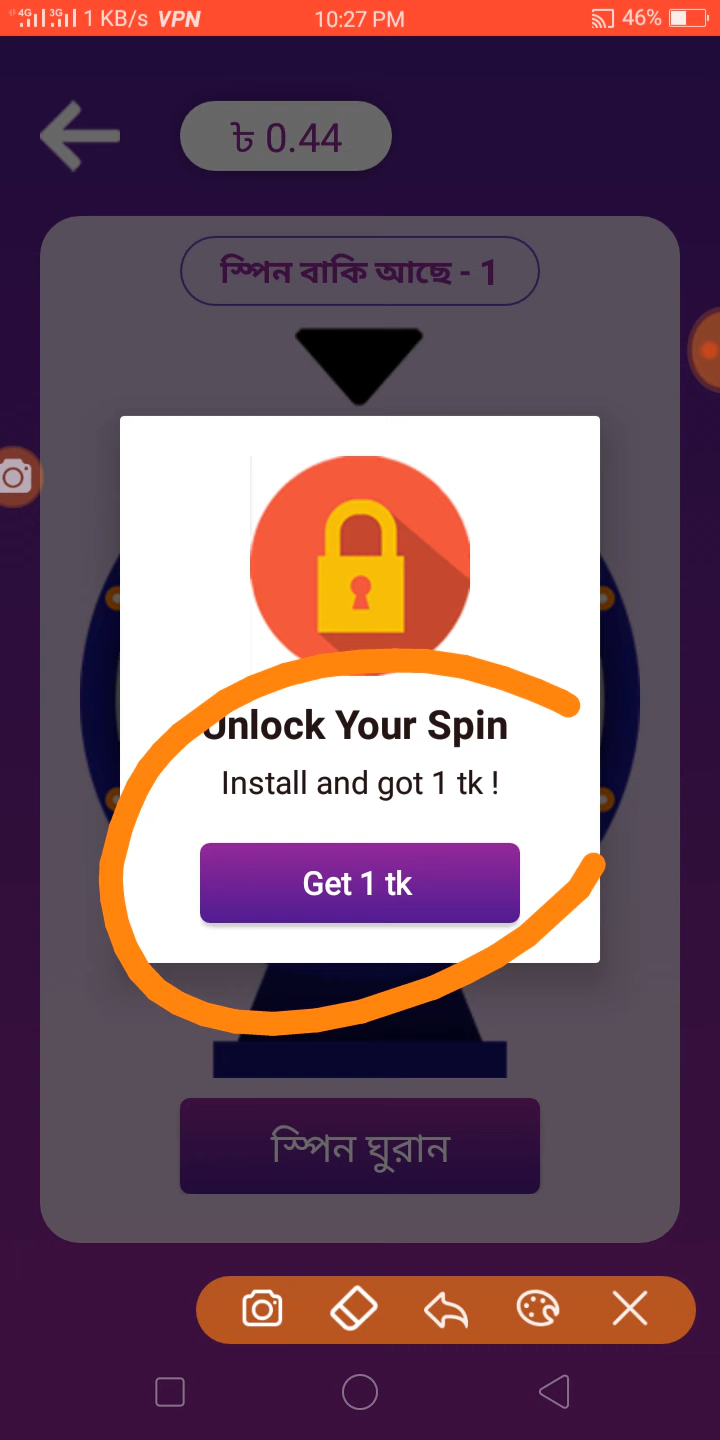 4G 3G 1 KB/s VPN 10:27 PM 46%
৳ 0.44
স্পিন বাকি আছে - 1
Unlock Your Spin
Install and got 1 tk !
Get 1 tk
স্পিন ঘুরান